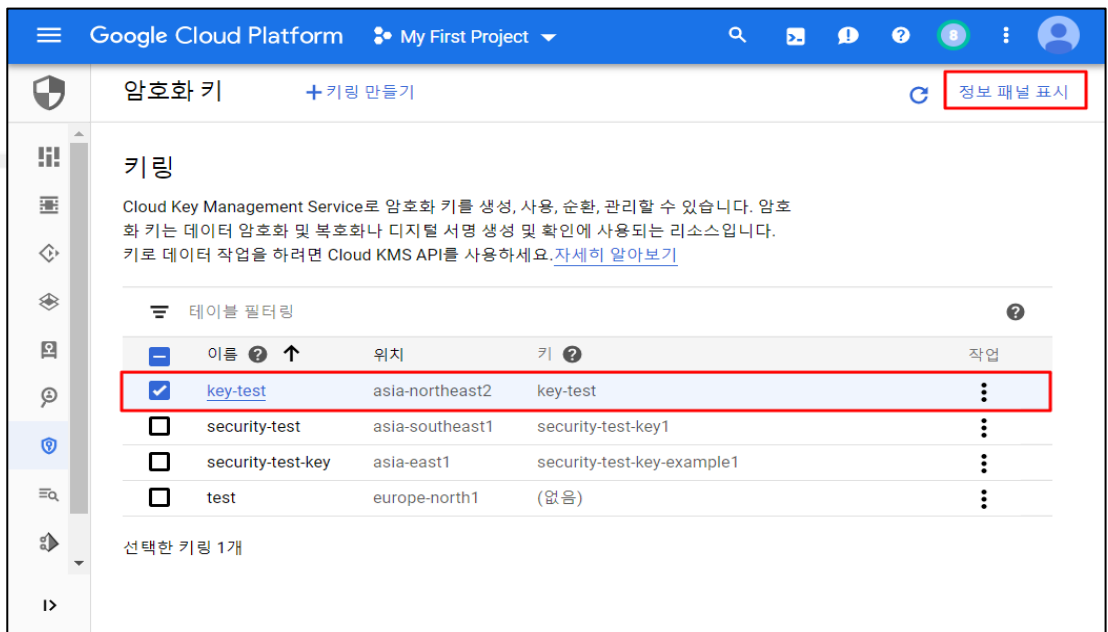 Google Cloud Platform My First Project 8
암호화 키 +키링 만들기 정보 패널 표시
키링
Cloud Key Management Service로 암호화 키를 생성, 사용, 순환, 관리할 수 있습니다. 암호
화 키는 데이터 암호화 및 복호화나 디지털 서명 생성 및 확인에 사용되는 리소스입니다.
키로 데이터 작업을 하려면 Cloud KMS API를 사용하세요.자세히 알아보기
테이블 필터링
이름 위치 키 작업
key-test asia-northeast2 key-test
security-test asia-southeast1 security-test-key1
security-test-key asia-east1 security-test-key-example1
test europe-north1 (없음)
선택한 키링 1개